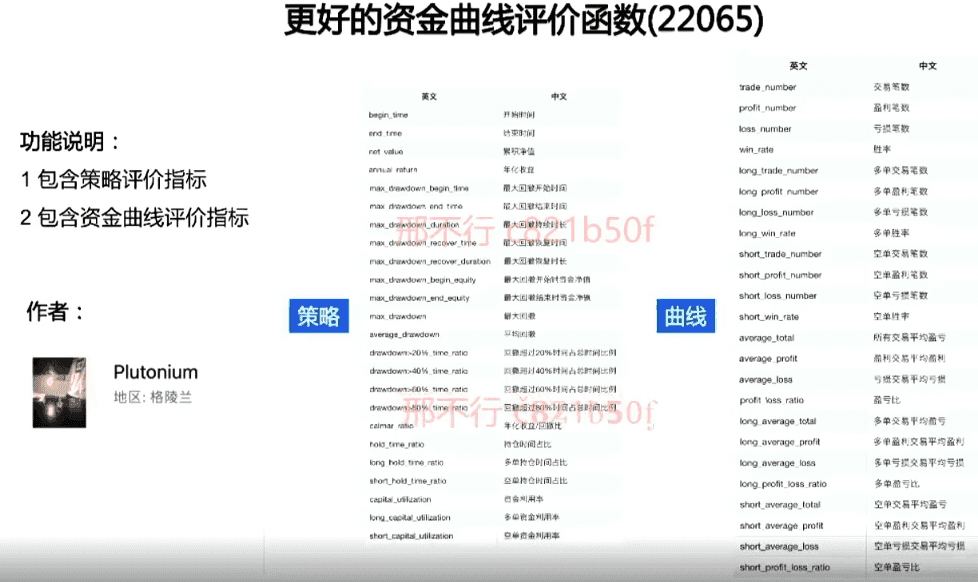 更好的资金曲线评价函数(22065)
功能说明：
1 包含策略评价指标
2 包含资金曲线评价指标
作者：
Plutonium
地区: 格陵兰
策略
英文 中文
begin_time 开始时间
end_time 结束时间
net_value 累积净值
annual_return 年化收益
max_drawdown_begin_time 最大回撤开始时间
max_drawdown_end_time 最大回撤结束时间
max_drawdown_duration 最大回撤持续时长
max_drawdown_recover_time 最大回撤恢复时间
max_drawdown_recover_duration 最大回撤恢复时长
max_drawdown_begin_equity 最大回撤开始时资金净值
max_drawdown_end_equity 最大回撤结束时资金净值
max_drawdown 最大回撤
average_drawdown 平均回撤
drawdown>20%_time_ratio 回撤超过20%时间占总时间比例
drawdown>40%_time_ratio 回撤超过40%时间占总时间比例
drawdown>60%_time_ratio 回撤超过60%时间占总时间比例
drawdown>80%_time_ratio 回撤超过80%时间占总时间比例
calmar_ratio 年化收益/回撤比
hold_time_ratio 持仓时间占比
long_hold_time_ratio 多单持仓时间占比
short_hold_time_ratio 空单持仓时间占比
capital_utilization 资金利用率
long_capital_utilization 多单资金利用率
short_capital_utilization 空单资金利用率
邢不行 c821b50f
邢不行 c821b50f
曲线
英文 中文
trade_number 交易笔数
profit_number 盈利笔数
loss_number 亏损笔数
win_rate 胜率
long_trade_number 多单交易笔数
long_profit_number 多单盈利笔数
long_loss_number 多单亏损笔数
long_win_rate 多单胜率
short_trade_number 空单交易笔数
short_profit_number 空单盈利笔数
short_loss_number 空单亏损笔数
short_win_rate 空单胜率
average_total 所有交易平均盈亏
average_profit 盈利交易平均盈利
average_loss 亏损交易平均亏损
profit_loss_ratio 盈亏比
long_average_total 多单交易平均盈亏
long_average_profit 多单盈利交易平均盈利
long_average_loss 多单亏损交易平均亏损
long_profit_loss_ratio 多单盈亏比
short_average_total 空单交易平均盈亏
short_average_profit 空单盈利交易平均盈利
short_average_loss 空单亏损交易平均亏损
short_profit_loss_ratio 空单盈亏比